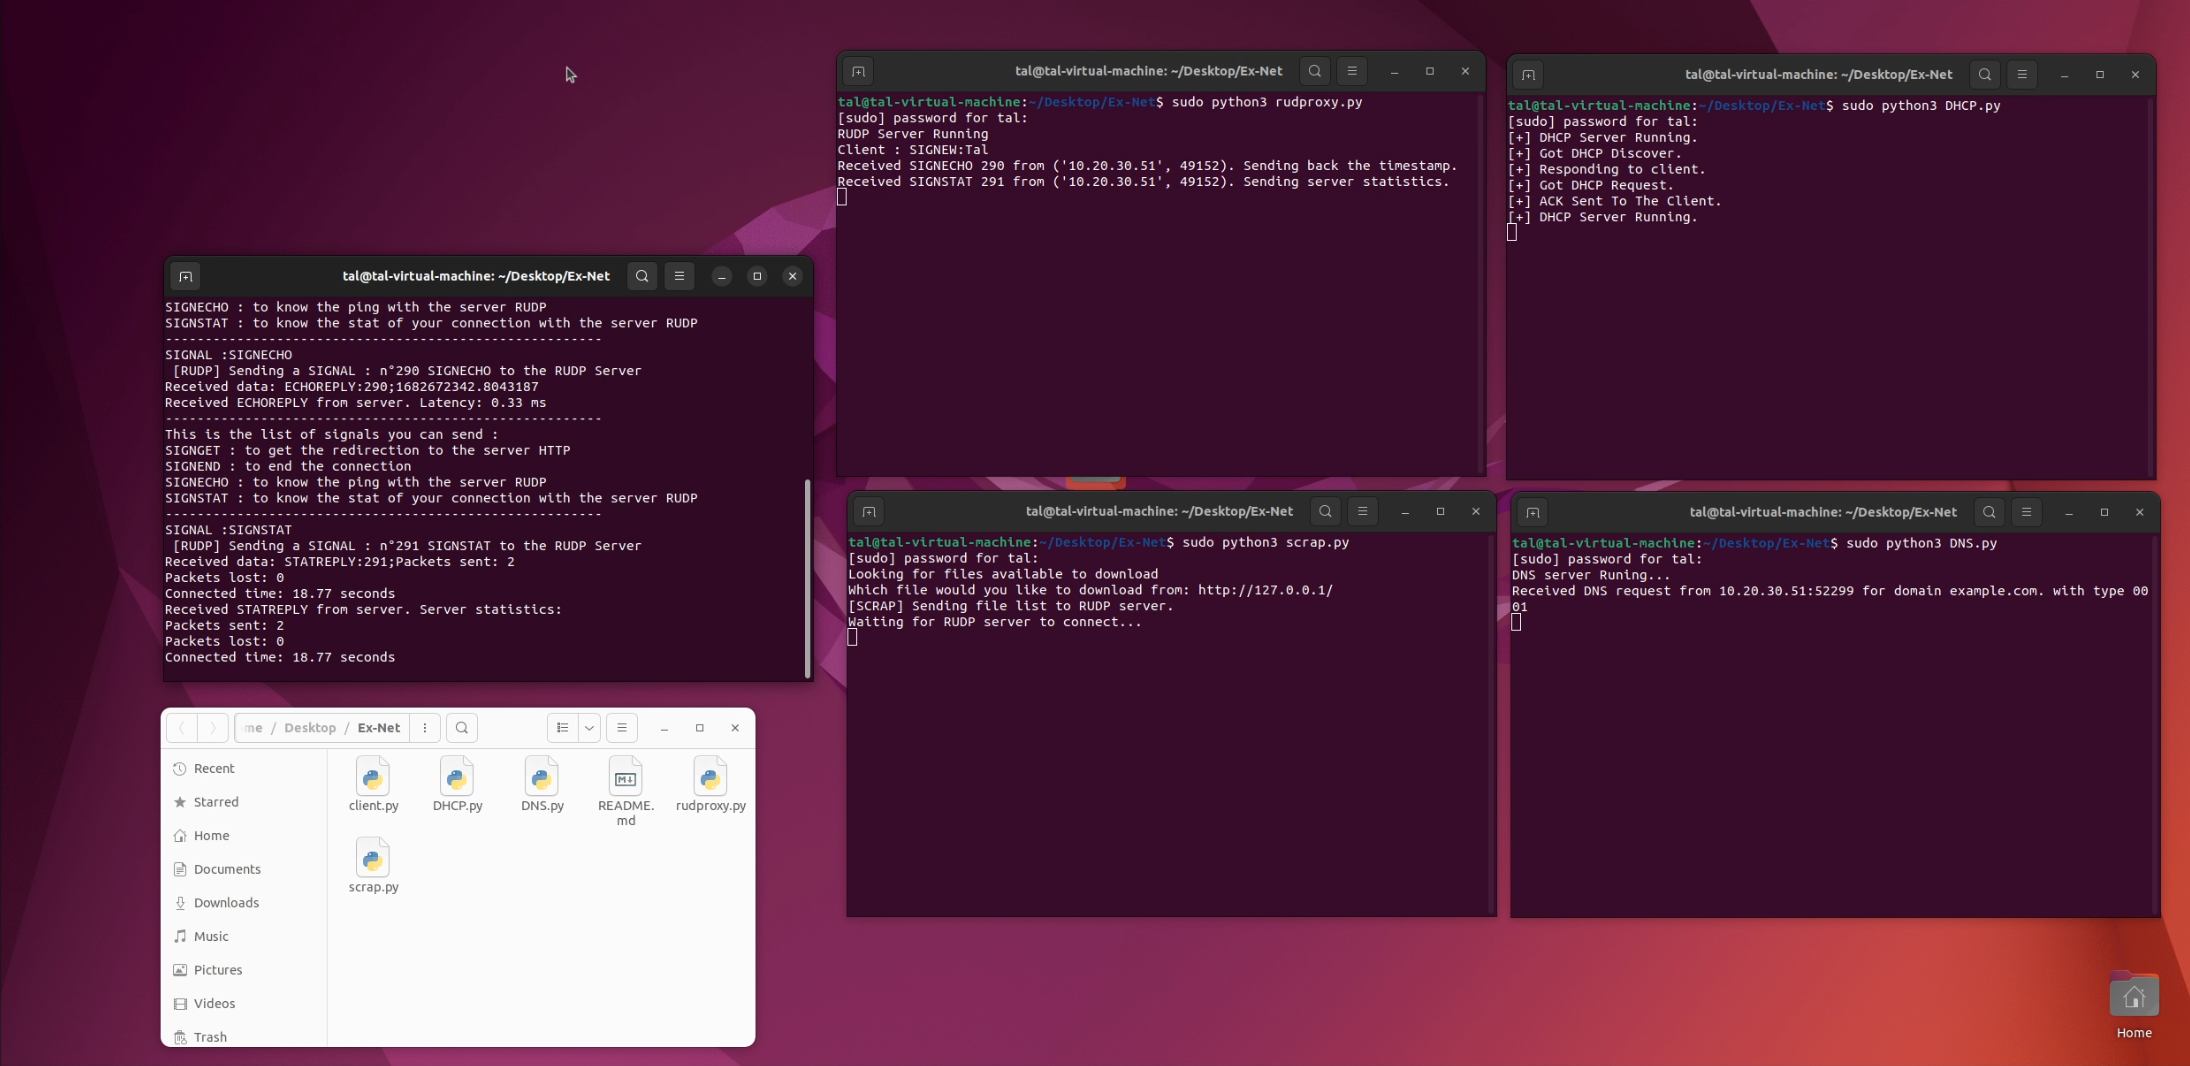 tal@tal-virtual-machine: ~/Desktop/Ex-Net
tal@tal-virtual-machine:~/Desktop/Ex-Net$ sudo python3 rudproxy.py
[sudo] password for tal:
RUDP Server Running
Client : SIGNEW:Tal
Received SIGNECHO 290 from ('10.20.30.51', 49152). Sending back the timestamp.
Received SIGNSTAT 291 from ('10.20.30.51', 49152). Sending server statistics.
tal@tal-virtual-machine: ~/Desktop/Ex-Net
tal@tal-virtual-machine:~/Desktop/Ex-Net$ sudo python3 DHCP.py
[sudo] password for tal:
[+] DHCP Server Running.
[+] Got DHCP Discover.
[+] Responding to client.
[+] Got DHCP Request.
[+] ACK Sent To The Client.
[+] DHCP Server Running.
tal@tal-virtual-machine: ~/Desktop/Ex-Net
SIGNECHO : to know the ping with the server RUDP
SIGNSTAT : to know the stat of your connection with the server RUDP
-------------------------------------------------------
SIGNAL :SIGNECHO
[RUDP] Sending a SIGNAL : n°290 SIGNECHO to the RUDP Server
Received data: ECHOREPLY:290;1682672342.8043187
Received ECHOREPLY from server. Latency: 0.33 ms
-------------------------------------------------------
This is the list of signals you can send :
SIGNGET : to get the redirection to the server HTTP
SIGNEND : to end the connection
SIGNECHO : to know the ping with the server RUDP
SIGNSTAT : to know the stat of your connection with the server RUDP
-------------------------------------------------------
SIGNAL :SIGNSTAT
[RUDP] Sending a SIGNAL : n°291 SIGNSTAT to the RUDP Server
Received data: STATREPLY:291;Packets sent: 2
Packets lost: 0
Connected time: 18.77 seconds
Received STATREPLY from server. Server statistics:
Packets sent: 2
Packets lost: 0
Connected time: 18.77 seconds
tal@tal-virtual-machine: ~/Desktop/Ex-Net
tal@tal-virtual-machine:~/Desktop/Ex-Net$ sudo python3 scrap.py
[sudo] password for tal:
Looking for files available to download
Which file would you like to download from: http://127.0.0.1/
[SCRAP] Sending file list to RUDP server.
Waiting for RUDP server to connect...
tal@tal-virtual-machine: ~/Desktop/Ex-Net
tal@tal-virtual-machine:~/Desktop/Ex-Net$ sudo python3 DNS.py
[sudo] password for tal:
DNS server Runing...
Received DNS request from 10.20.30.51:52299 for domain example.com. with type 00
01
me / Desktop / Ex-Net
Recent
Starred
Home
Documents
Downloads
Music
Pictures
Videos
Trash
client.py
DHCP.py
DNS.py
README.
md
rudproxy.py
scrap.py
Home